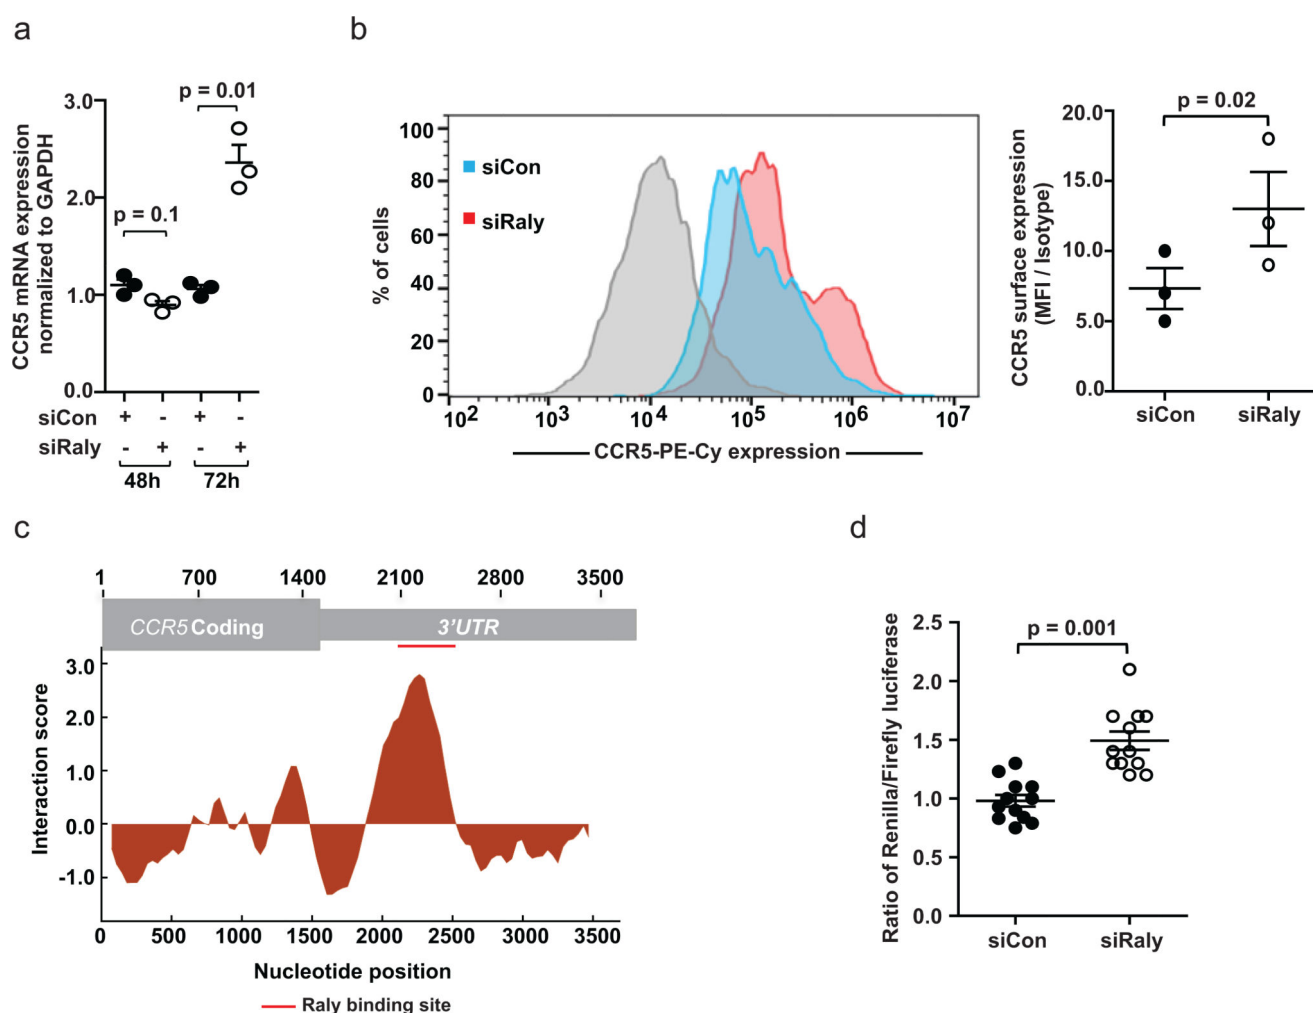 a
CCR5 mRNA expression
normalized to GAPDH
3.0
2.0
1.0
0.0
p = 0.1
p = 0.01
siCon + - + -
siRaly - + - +
48h 72h
b
% of cells
100
80
60
40
20
0
siCon
siRaly
10² 10³ 10⁴ 10⁵ 10⁶ 10⁷
CCR5-PE-Cy expression
CCR5 surface expression
(MFI / Isotype)
20.0
15.0
10.0
5.0
0.0
p = 0.02
siCon siRaly
c
1 700 1400 2100 2800 3500
CCR5 Coding 3'UTR
Interaction score
3.0
2.0
1.0
0.0
-1.0
0 500 1000 1500 2000 2500 3000 3500
Nucleotide position
Raly binding site
d
Ratio of Renilla/Firefly luciferase
2.5
2.0
1.5
1.0
0.5
0.0
p = 0.001
siCon siRaly